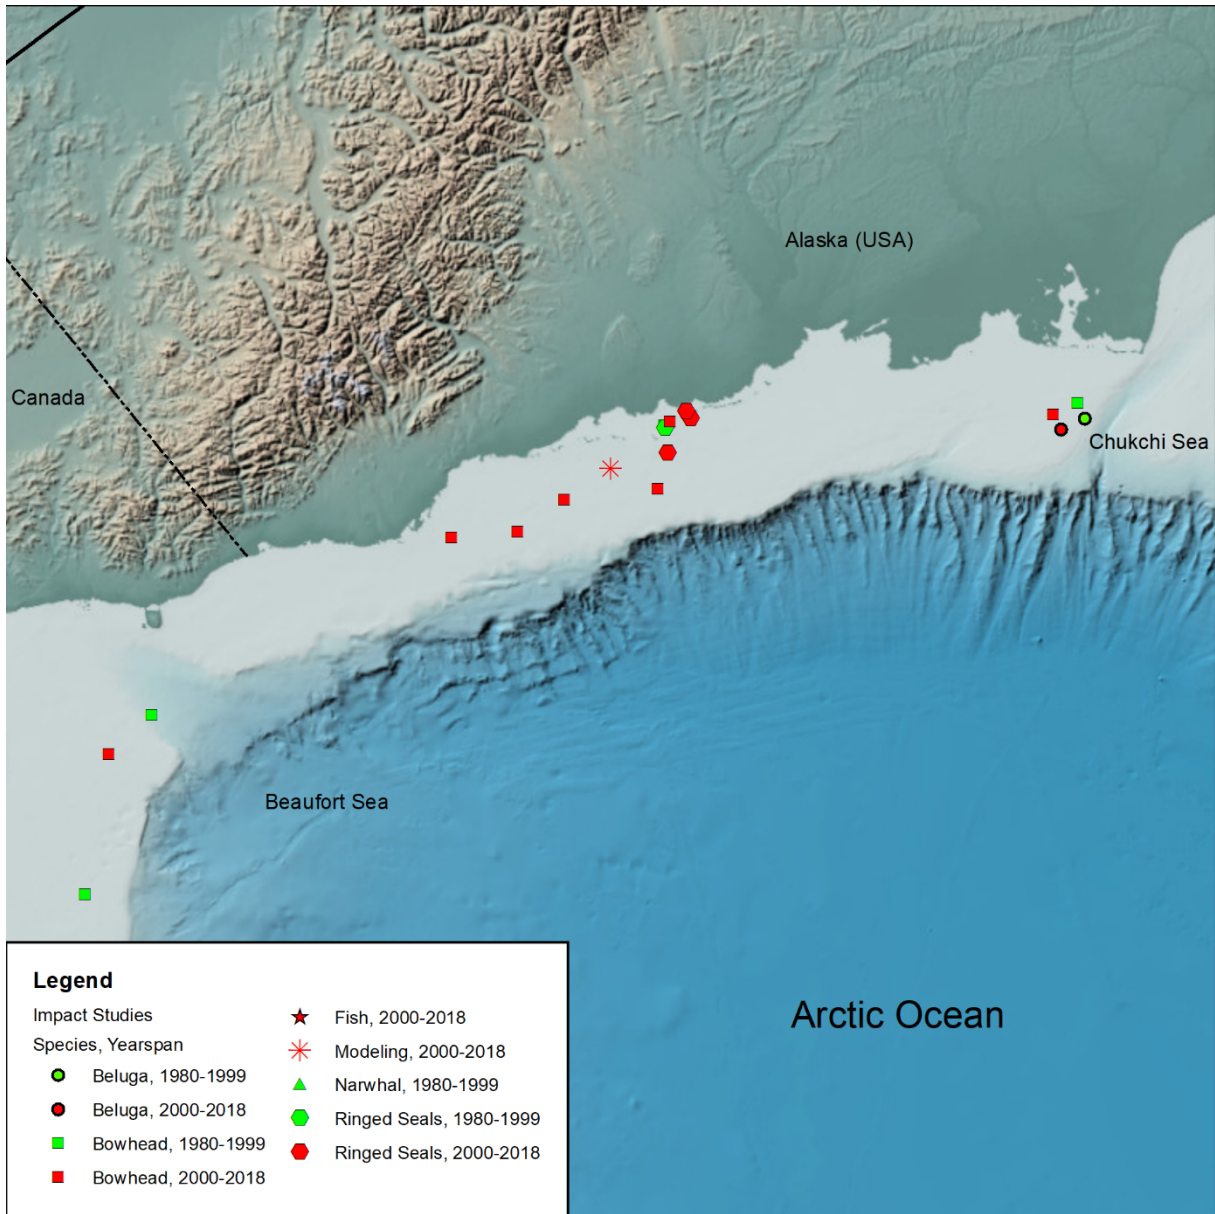 Alaska (USA)
Canada
Chukchi Sea
Beaufort Sea
Arctic Ocean
Legend
Impact Studies
Species, Yearspan
Beluga, 1980-1999
Beluga, 2000-2018
Bowhead, 1980-1999
Bowhead, 2000-2018
Fish, 2000-2018
Modeling, 2000-2018
Narwhal, 1980-1999
Ringed Seals, 1980-1999
Ringed Seals, 2000-2018